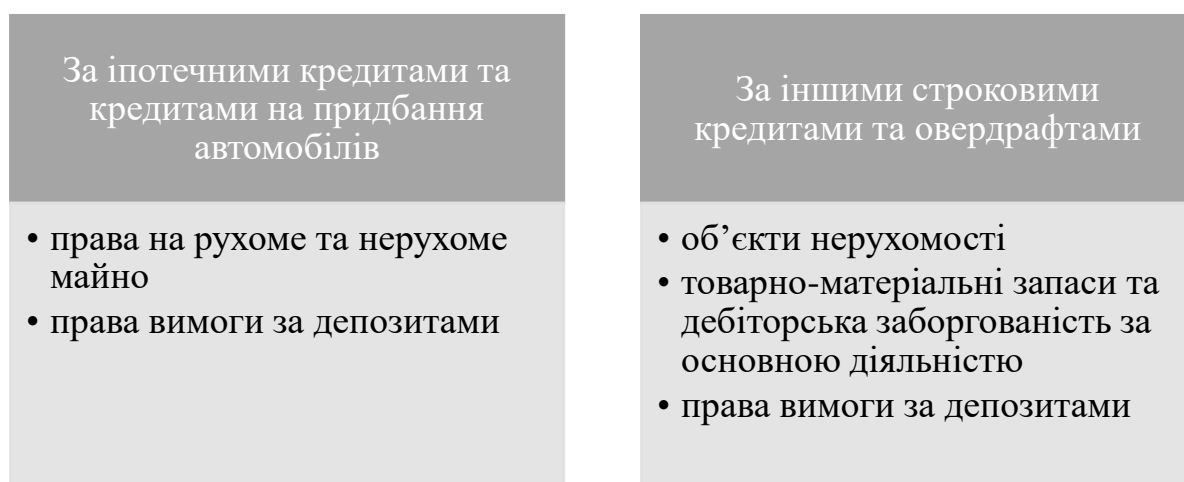 За іпотечними кредитами та
кредитами на придбання
автомобілів
• права на рухоме та нерухоме
майно
• права вимоги за депозитами
За іншими строковими
кредитами та овердрафтами
• об’єкти нерухомості
• товарно-матеріальні запаси та
дебіторська заборгованість за
основною діяльністю
• права вимоги за депозитами